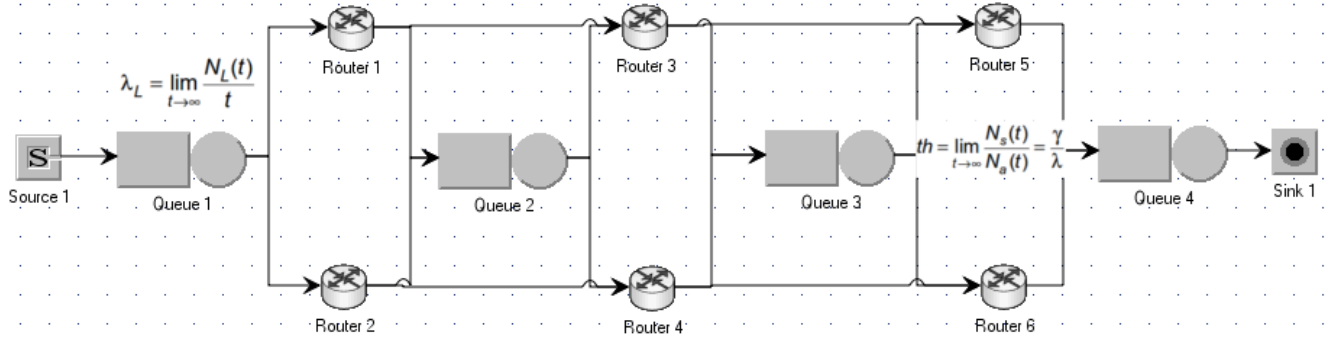 Router 1
Router 3
Router 5
λ_L = lim_{t→∞} N_L(t)/t
S
th = lim_{t→∞} N_s(t)/N_a(t) = γ/λ
Source 1
Queue 1
Queue 2
Queue 3
Queue 4
Sink 1
Router 2
Router 4
Router 6